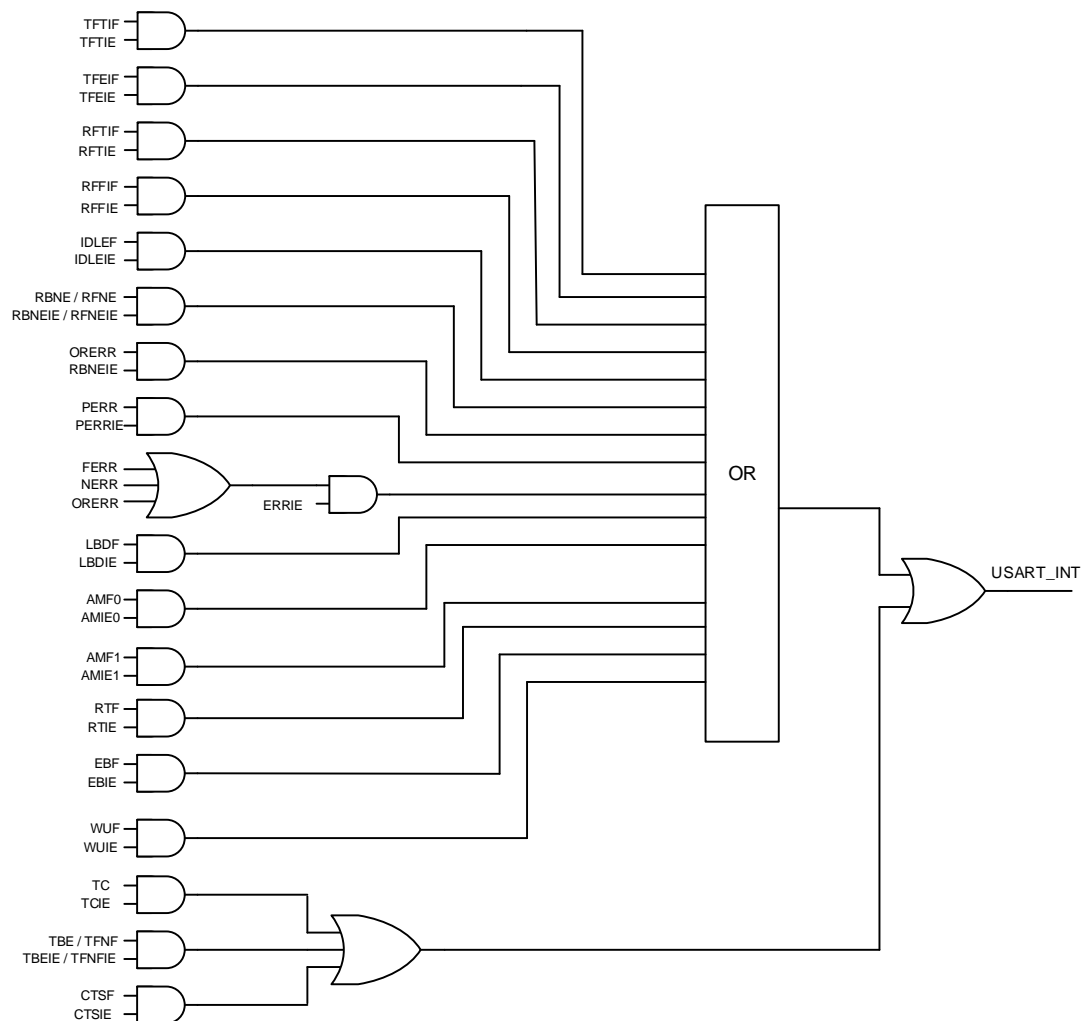 TFTIF
TFTIE
TFEIF
TFEIE
RFTIF
RFTIE
RFFIF
RFFIE
IDLEF
IDLEIE
RBNE / RFNE
RBNEIE / RFNEIE
ORERR
RBNEIE
PERR
PERRIE
FERR
NERR
ORERR
ERRIE
OR
LBDF
LBDIE
AMF0
AMIE0
USART_INT
AMF1
AMIE1
RTF
RTIE
EBF
EBIE
WUF
WUIE
TC
TCIE
TBE / TFNF
TBEIE / TFNFIE
CTSF
CTSIE